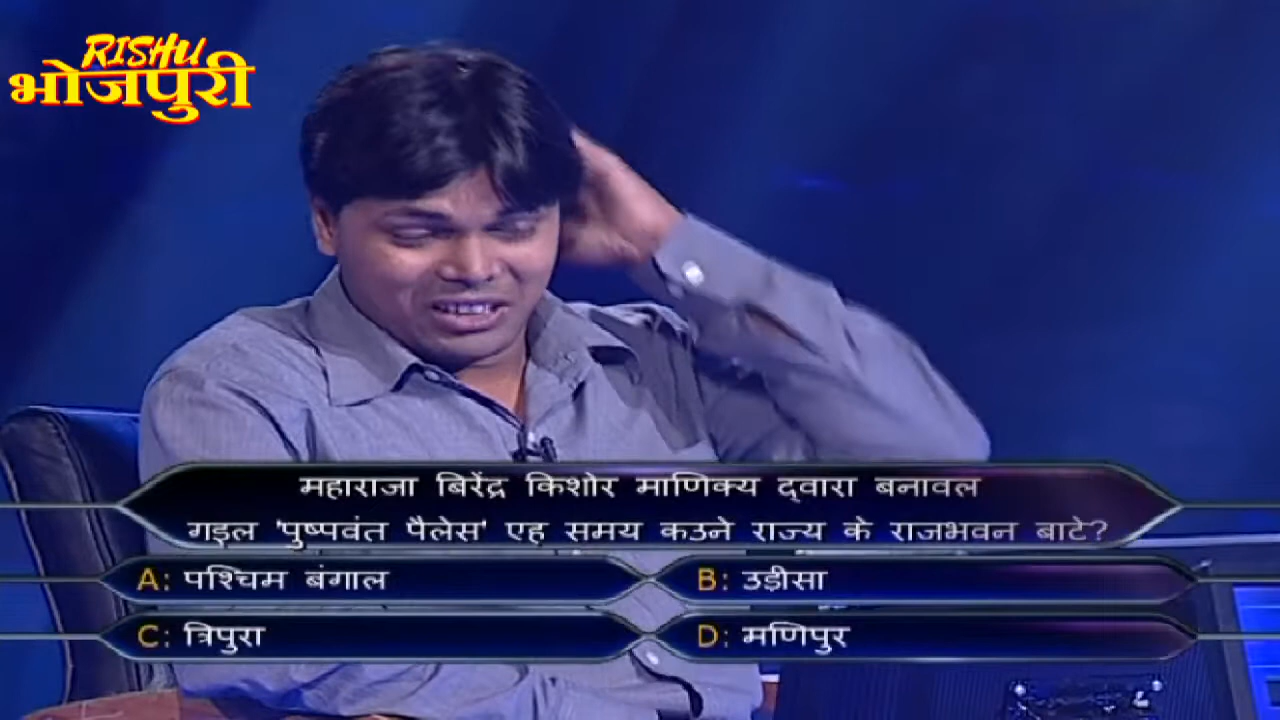 RISHU
भोजपुरी
महाराजा बिरेंद्र किशोर माणिक्य द्वारा बनावल
गइल 'पुष्पवंत पैलेस' एह समय कउने राज्य के राजभवन बाटे?
A: पश्चिम बंगाल
B: उड़ीसा
C: त्रिपुरा
D: मणिपुर